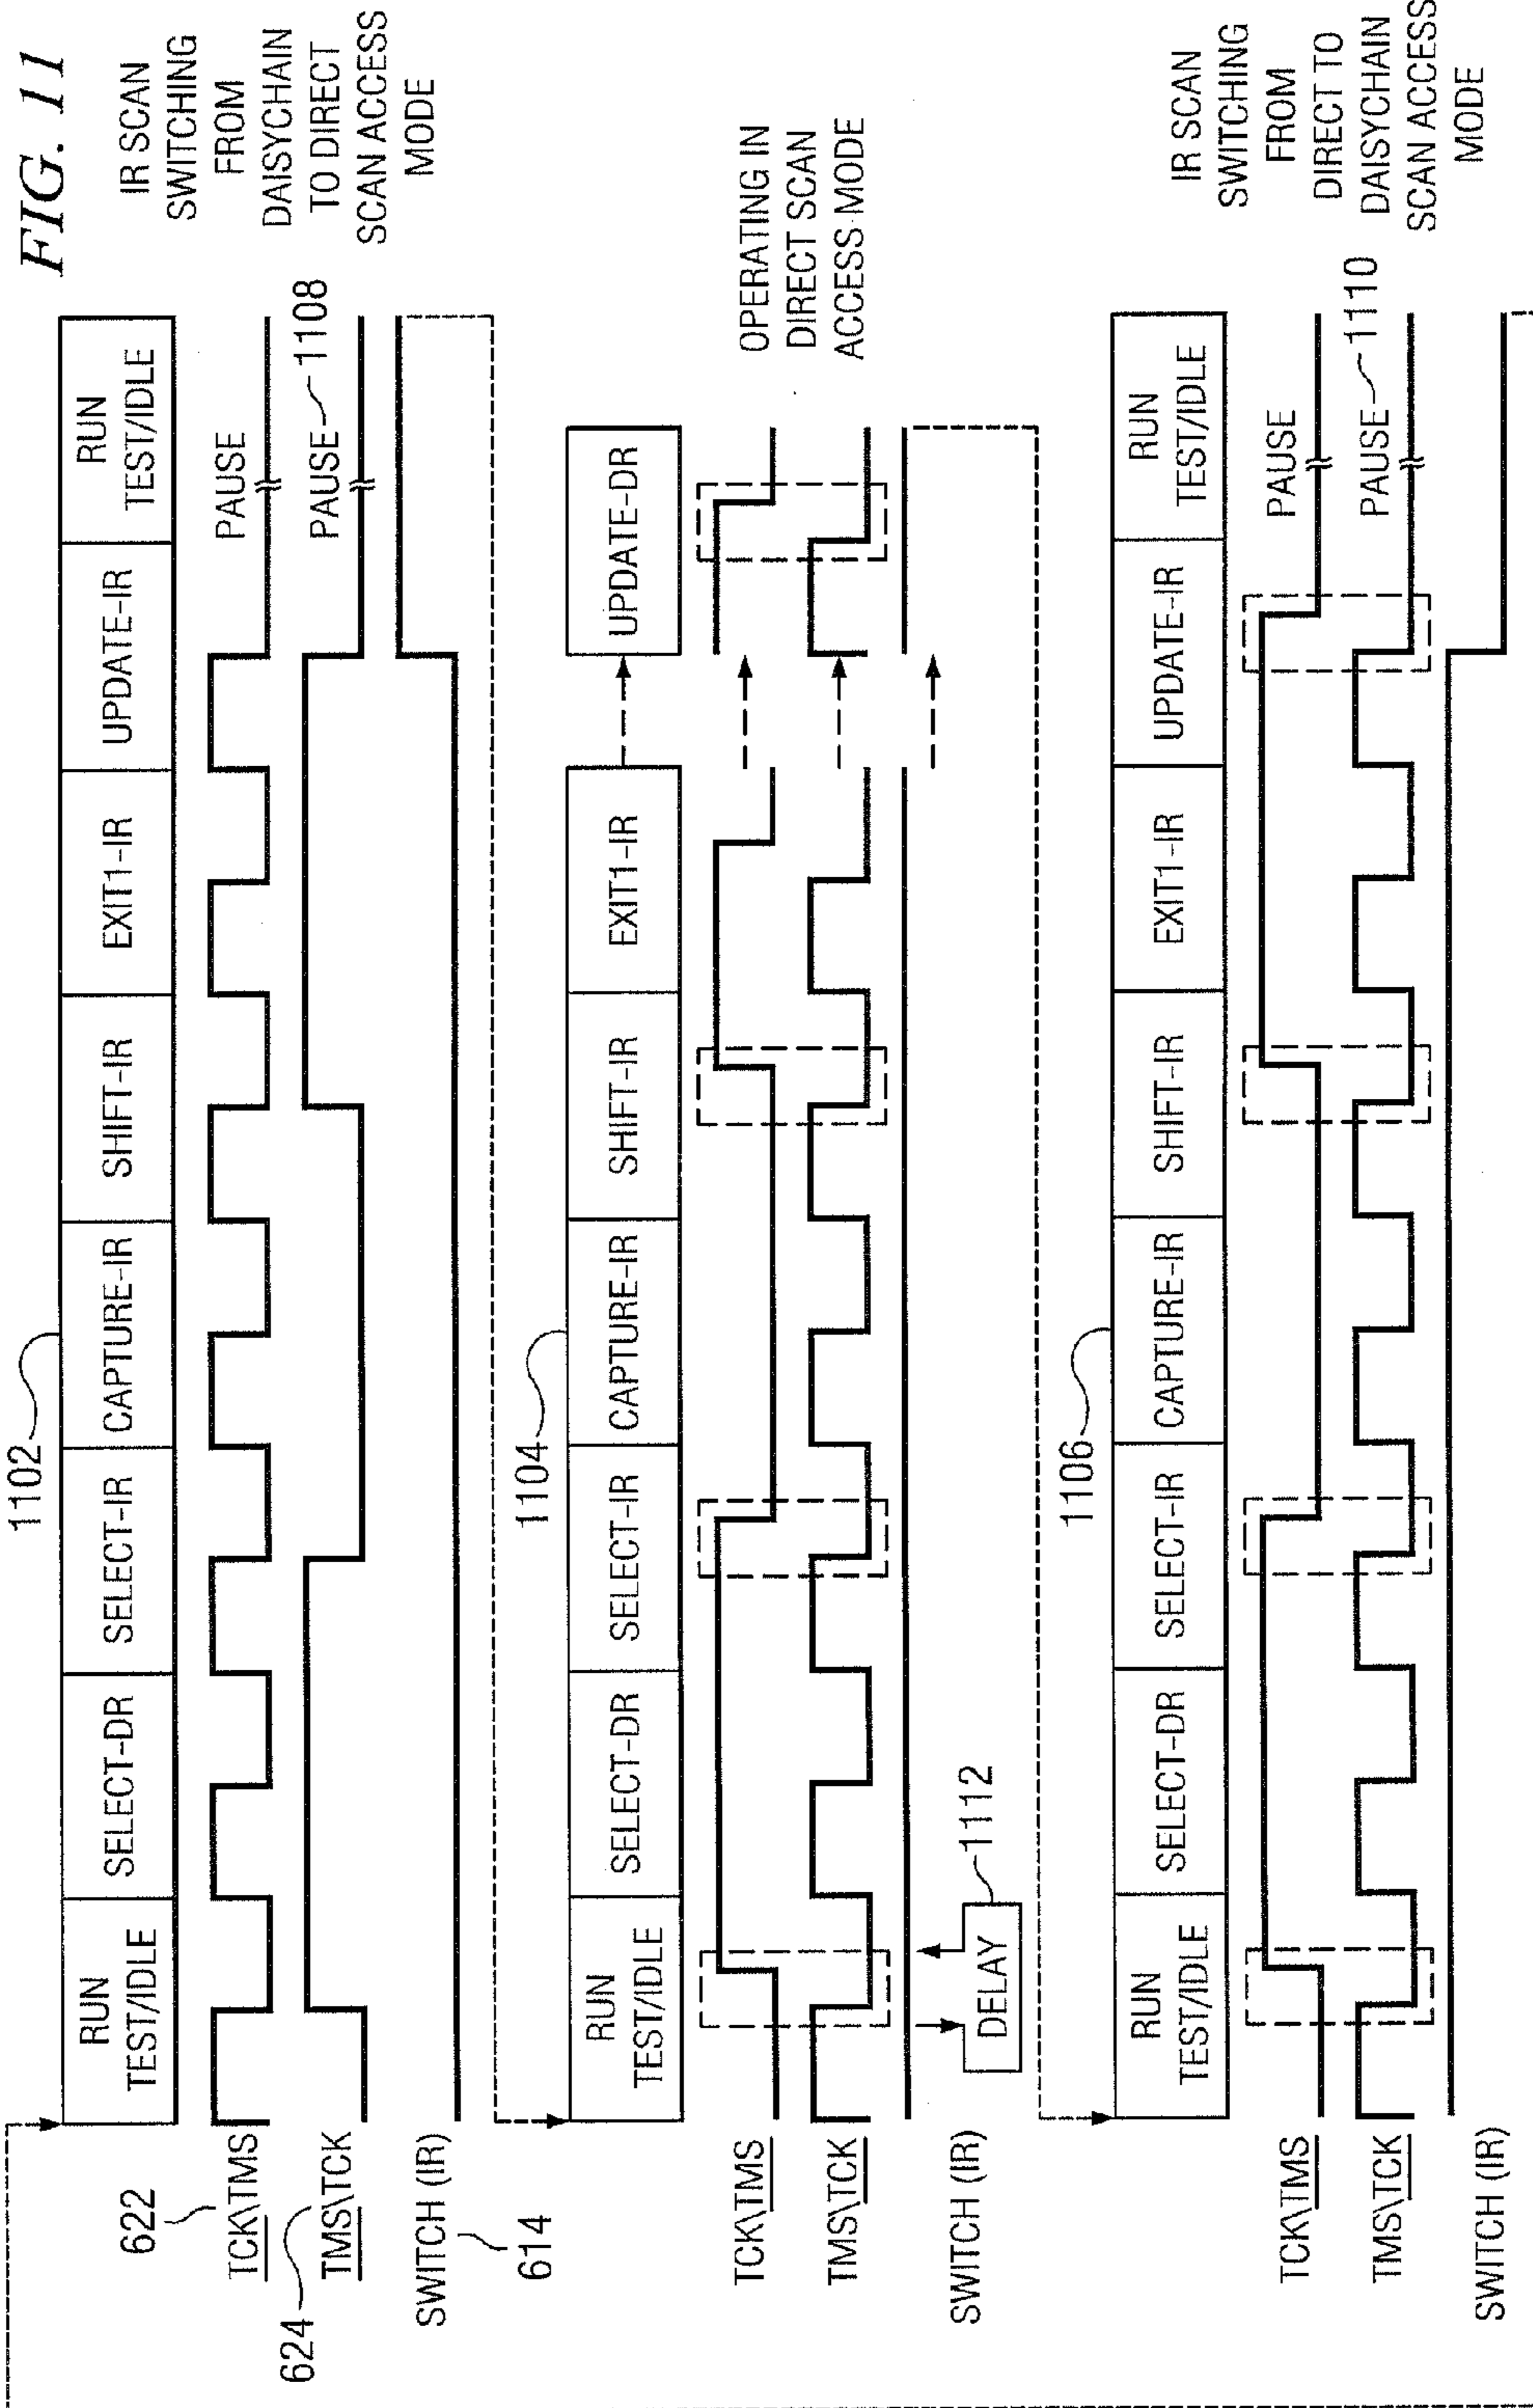 FIG. 11
1102
RUN
TEST/IDLE
SELECT-DR
SELECT-IR
CAPTURE-IR
SHIFT-IR
EXIT1-IR
UPDATE-IR
RUN
TEST/IDLE
622
TCK\TMS
PAUSE
624
TMS\TCK
PAUSE
1108
SWITCH (IR)
614
IR SCAN
SWITCHING
FROM
DAISYCHAIN
TO DIRECT
SCAN ACCESS
MODE
1104
RUN
TEST/IDLE
SELECT-DR
SELECT-IR
CAPTURE-IR
SHIFT-IR
EXIT1-IR
UPDATE-DR
TCK\TMS
TMS\TCK
SWITCH (IR)
DELAY
1112
OPERATING IN
DIRECT SCAN
ACCESS MODE
1106
RUN
TEST/IDLE
SELECT-DR
SELECT-IR
CAPTURE-IR
SHIFT-IR
EXIT1-IR
UPDATE-IR
RUN
TEST/IDLE
TCK\TMS
PAUSE
TMS\TCK
PAUSE
1110
SWITCH (IR)
IR SCAN
SWITCHING
FROM
DIRECT TO
DAISYCHAIN
SCAN ACCESS
MODE